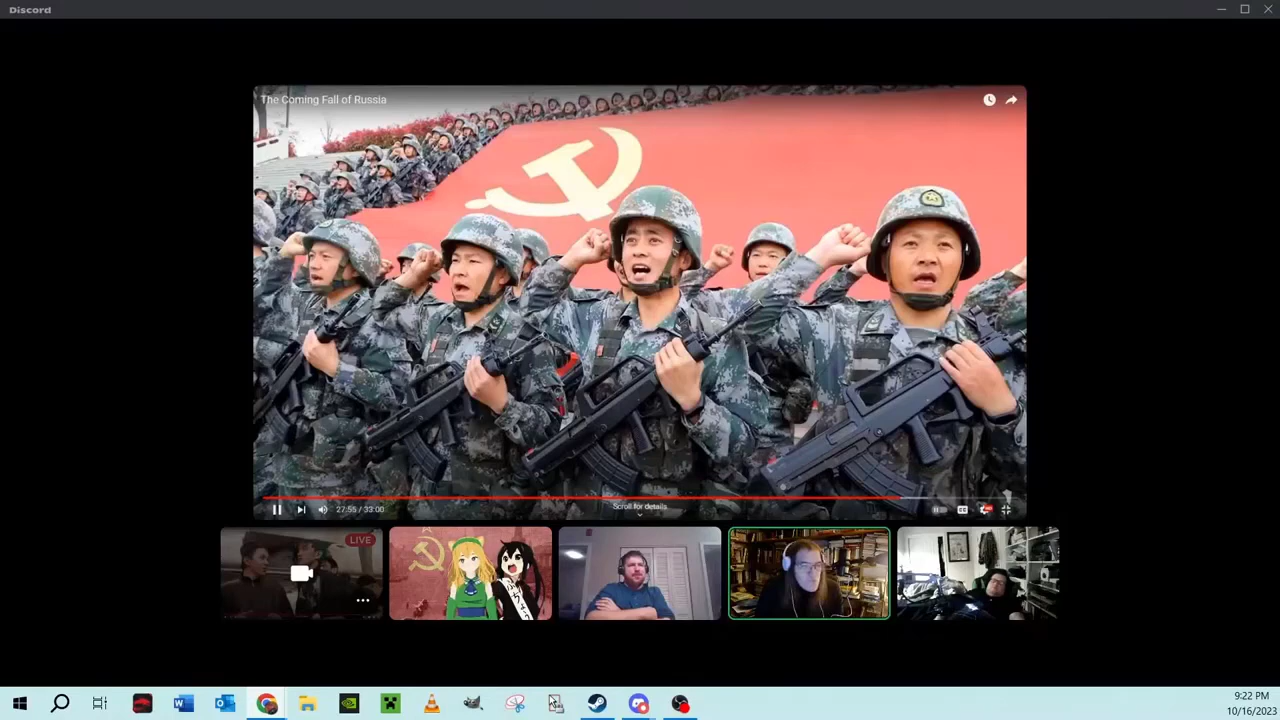 Discord
The Coming Fall of Russia
27:55 / 33:00
Scroll for details
LIVE
9:22 PM
10/16/2023